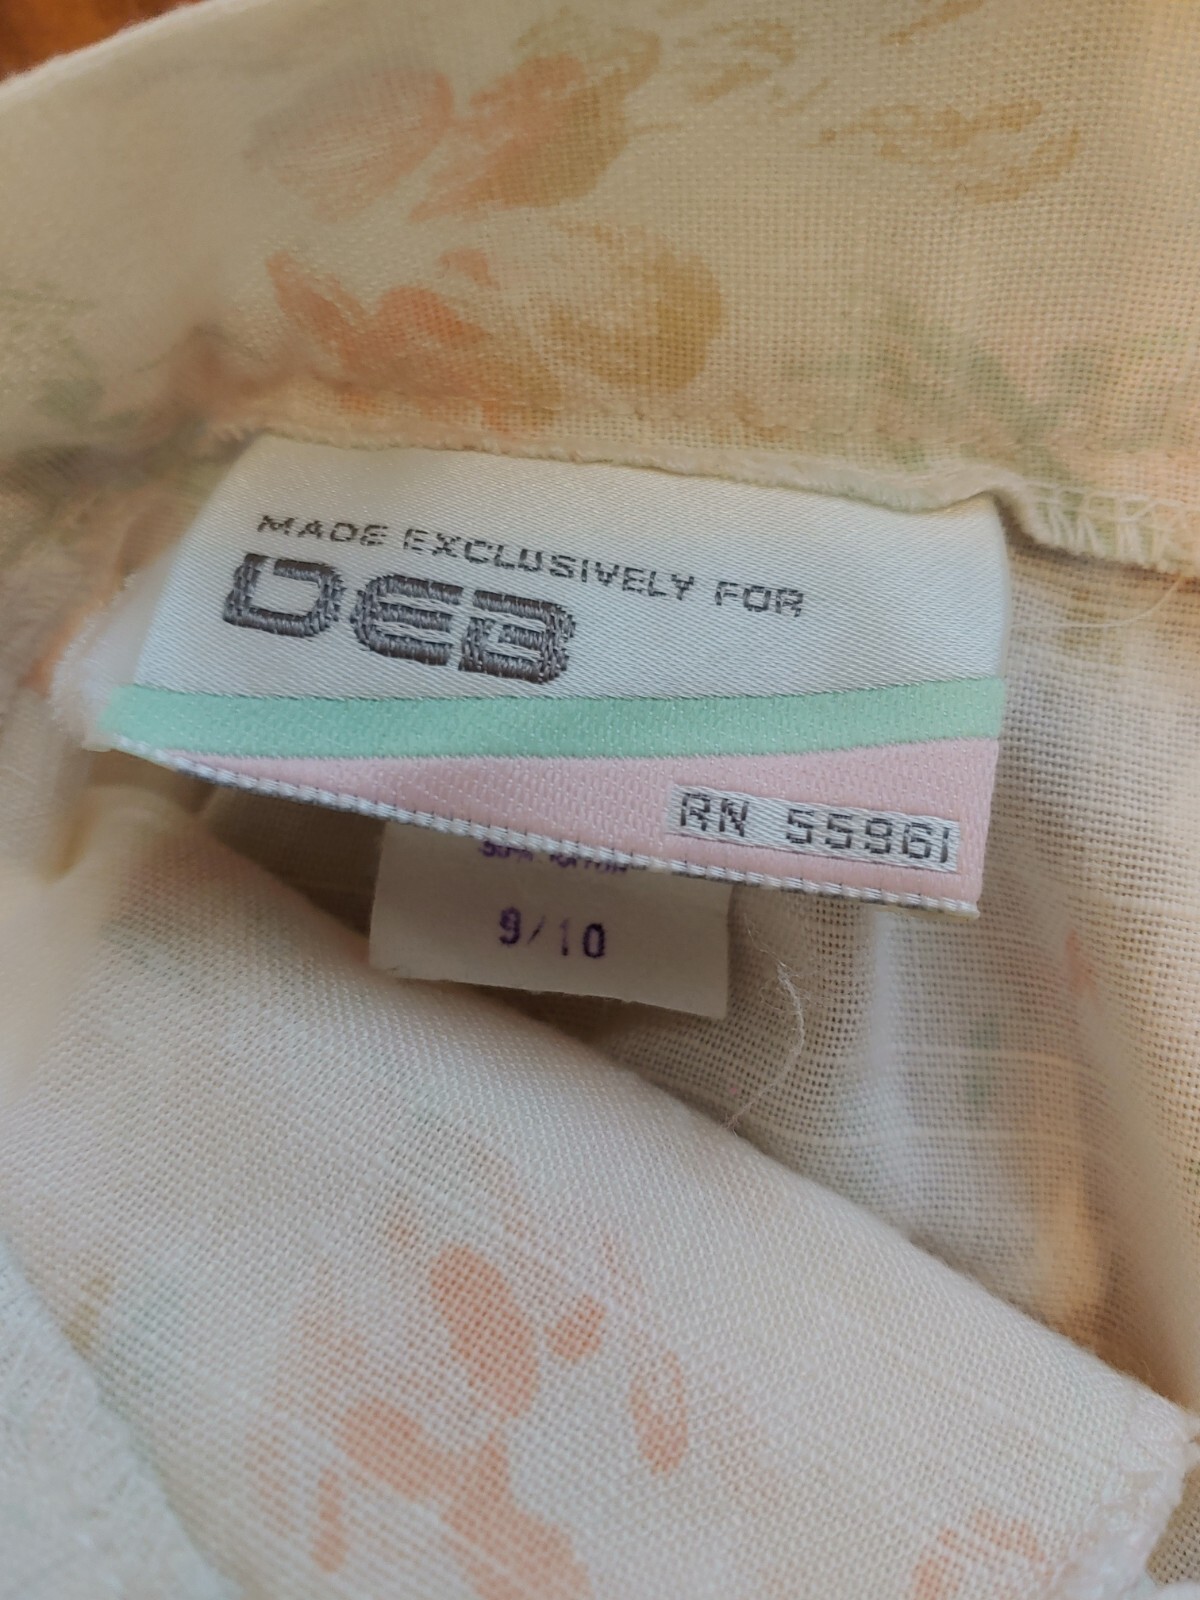 MADE EXCLUSIVELY FOR
DEB
RN 55961
9/10